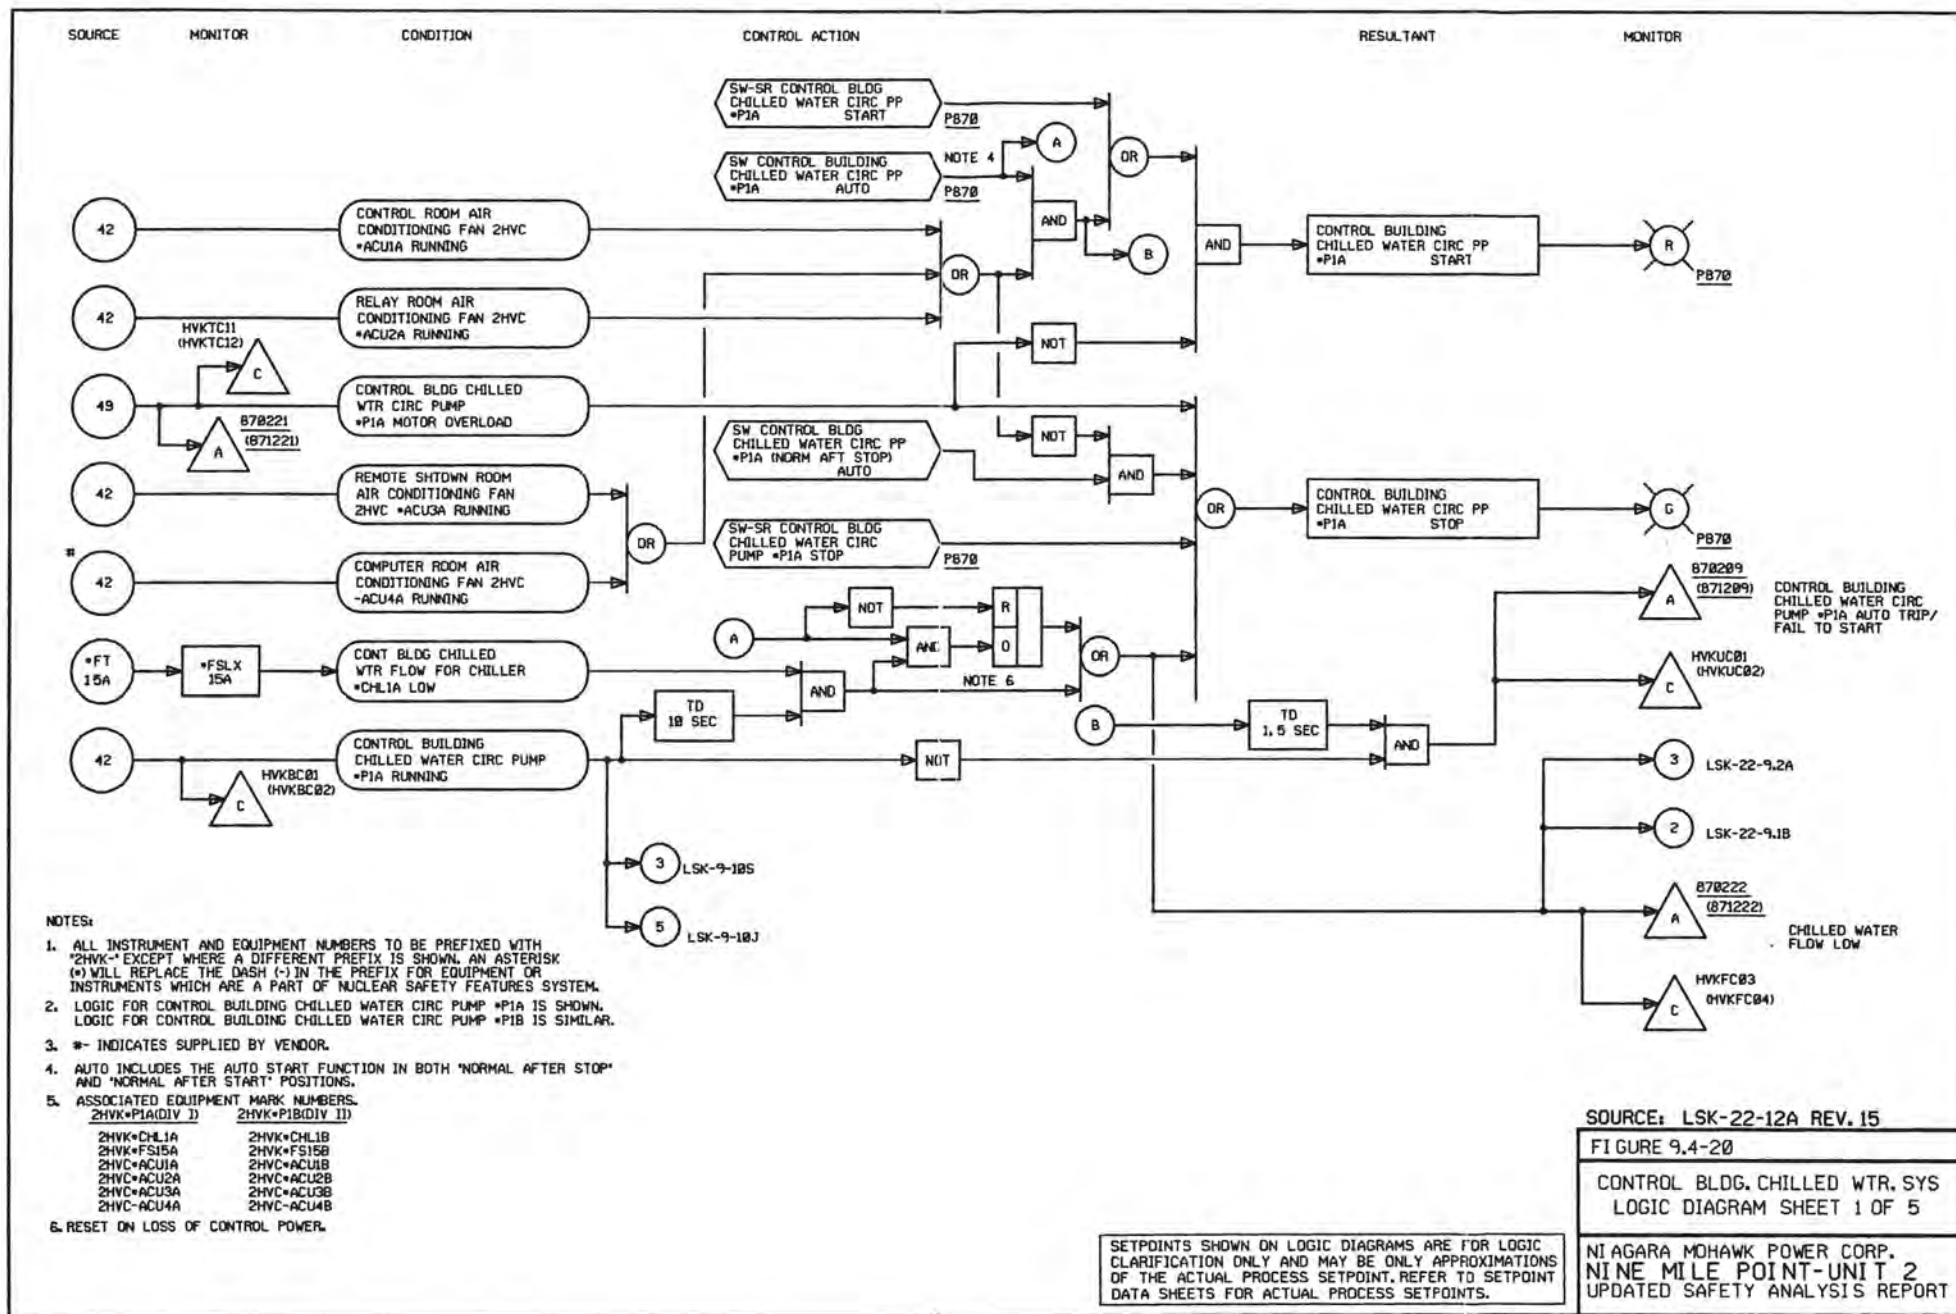 SOURCE MONITOR CONDITION CONTROL ACTION RESULTANT MONITOR
SW-SR CONTROL BLDG
CHILLED WATER CIRC PP
*P1A START
P870
SW CONTROL BUILDING
CHILLED WATER CIRC PP
*P1A AUTO
NOTE 4
P870
A
OR
AND
B
42
CONTROL ROOM AIR
CONDITIONING FAN 2HVC
*ACU1A RUNNING
OR
AND
CONTROL BUILDING
CHILLED WATER CIRC PP
*P1A START
R
P870
42
RELAY ROOM AIR
CONDITIONING FAN 2HVC
*ACU2A RUNNING
NOT
HVKTC11
(HVKTC12)
C
49
CONTROL BLDG CHILLED
WTR CIRC PUMP
*P1A MOTOR OVERLOAD
870221
(871221)
A
SW CONTROL BLDG
CHILLED WATER CIRC PP
*P1A (NORM AFT STOP)
AUTO
NOT
AND
42
REMOTE SHTDOWN ROOM
AIR CONDITIONING FAN
2HVC *ACU3A RUNNING
OR
SW-SR CONTROL BLDG
CHILLED WATER CIRC
PUMP *P1A STOP
P870
OR
CONTROL BUILDING
CHILLED WATER CIRC PP
*P1A STOP
G
P870
#
42
COMPUTER ROOM AIR
CONDITIONING FAN 2HVC
-ACU4A RUNNING
870209
(871209)
A
CONTROL BUILDING
CHILLED WATER CIRC
PUMP *P1A AUTO TRIP/
FAIL TO START
A
NOT
R
AND
O
OR
NOTE 6
*FT
15A
*FSLX
15A
CONT BLDG CHILLED
WTR FLOW FOR CHILLER
*CHL1A LOW
AND
TD
10 SEC
HVKUC01
(HVKUC02)
C
B
TD
1.5 SEC
AND
42
CONTROL BUILDING
CHILLED WATER CIRC PUMP
*P1A RUNNING
NOT
HVKBC01
(HVKBC02)
C
3
LSK-22-9.2A
2
LSK-22-9.1B
3
LSK-9-10S
5
LSK-9-10J
870222
(871222)
A
CHILLED WATER
FLOW LOW
HVKFC03
(HVKFC04)
C
NOTES:
1. ALL INSTRUMENT AND EQUIPMENT NUMBERS TO BE PREFIXED WITH
"2HVK-" EXCEPT WHERE A DIFFERENT PREFIX IS SHOWN. AN ASTERISK
(*) WILL REPLACE THE DASH (-) IN THE PREFIX FOR EQUIPMENT OR
INSTRUMENTS WHICH ARE A PART OF NUCLEAR SAFETY FEATURES SYSTEM.
2. LOGIC FOR CONTROL BUILDING CHILLED WATER CIRC PUMP *P1A IS SHOWN.
LOGIC FOR CONTROL BUILDING CHILLED WATER CIRC PUMP *P1B IS SIMILAR.
3. #- INDICATES SUPPLIED BY VENDOR.
4. AUTO INCLUDES THE AUTO START FUNCTION IN BOTH "NORMAL AFTER STOP"
AND "NORMAL AFTER START" POSITIONS.
5. ASSOCIATED EQUIPMENT MARK NUMBERS.
2HVK*P1A(DIV I) 2HVK*P1B(DIV II)
2HVK*CHL1A 2HVK*CHL1B
2HVK*FS15A 2HVK*FS15B
2HVC*ACU1A 2HVC*ACU1B
2HVC*ACU2A 2HVC*ACU2B
2HVC*ACU3A 2HVC*ACU3B
2HVC-ACU4A 2HVC-ACU4B
6. RESET ON LOSS OF CONTROL POWER.
SETPOINTS SHOWN ON LOGIC DIAGRAMS ARE FOR LOGIC
CLARIFICATION ONLY AND MAY BE ONLY APPROXIMATIONS
OF THE ACTUAL PROCESS SETPOINT. REFER TO SETPOINT
DATA SHEETS FOR ACTUAL PROCESS SETPOINTS.
SOURCE: LSK-22-12A REV. 15
FIGURE 9.4-20
CONTROL BLDG. CHILLED WTR. SYS
LOGIC DIAGRAM SHEET 1 OF 5
NIAGARA MOHAWK POWER CORP.
NINE MILE POINT-UNIT 2
UPDATED SAFETY ANALYSIS REPORT